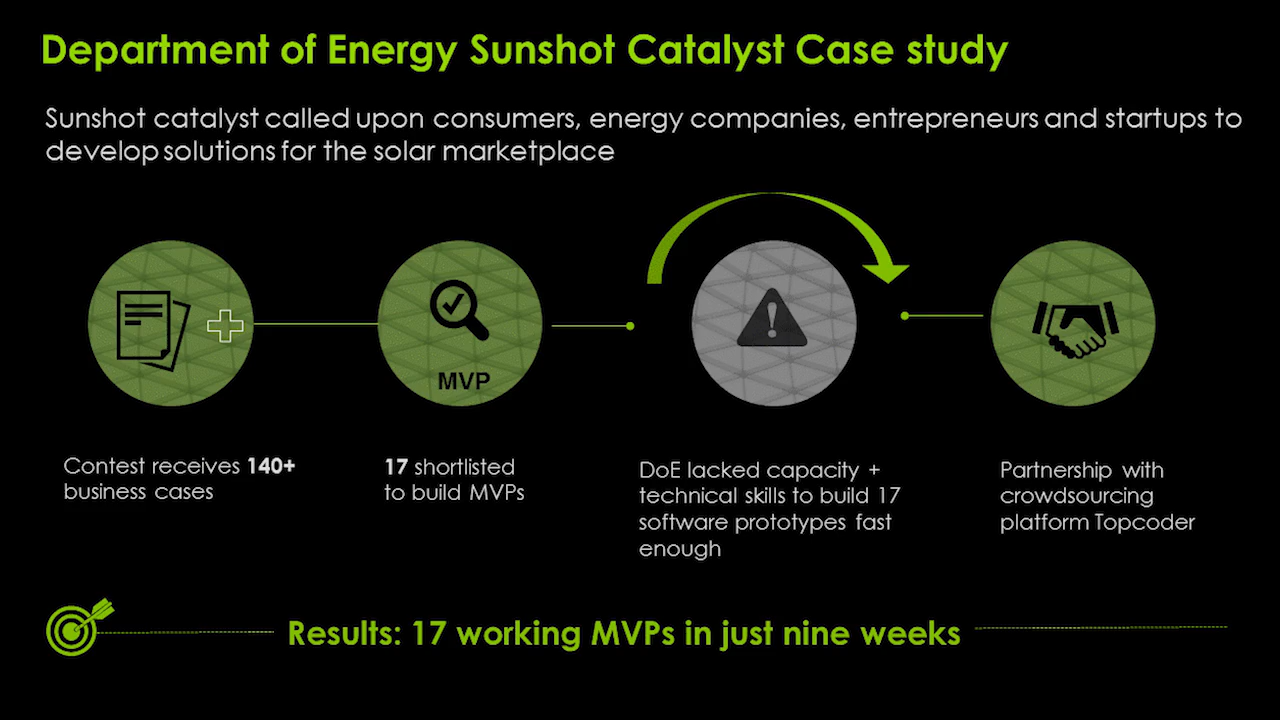 Department of Energy Sunshot Catalyst Case study
Sunshot catalyst called upon consumers, energy companies, entrepreneurs and startups to
develop solutions for the solar marketplace
MVP
Contest receives 140+
business cases
17 shortlisted
to build MVPs
DoE lacked capacity +
technical skills to build 17
software prototypes fast
enough
Partnership with
crowdsourcing
platform Topcoder
Results: 17 working MVPs in just nine weeks